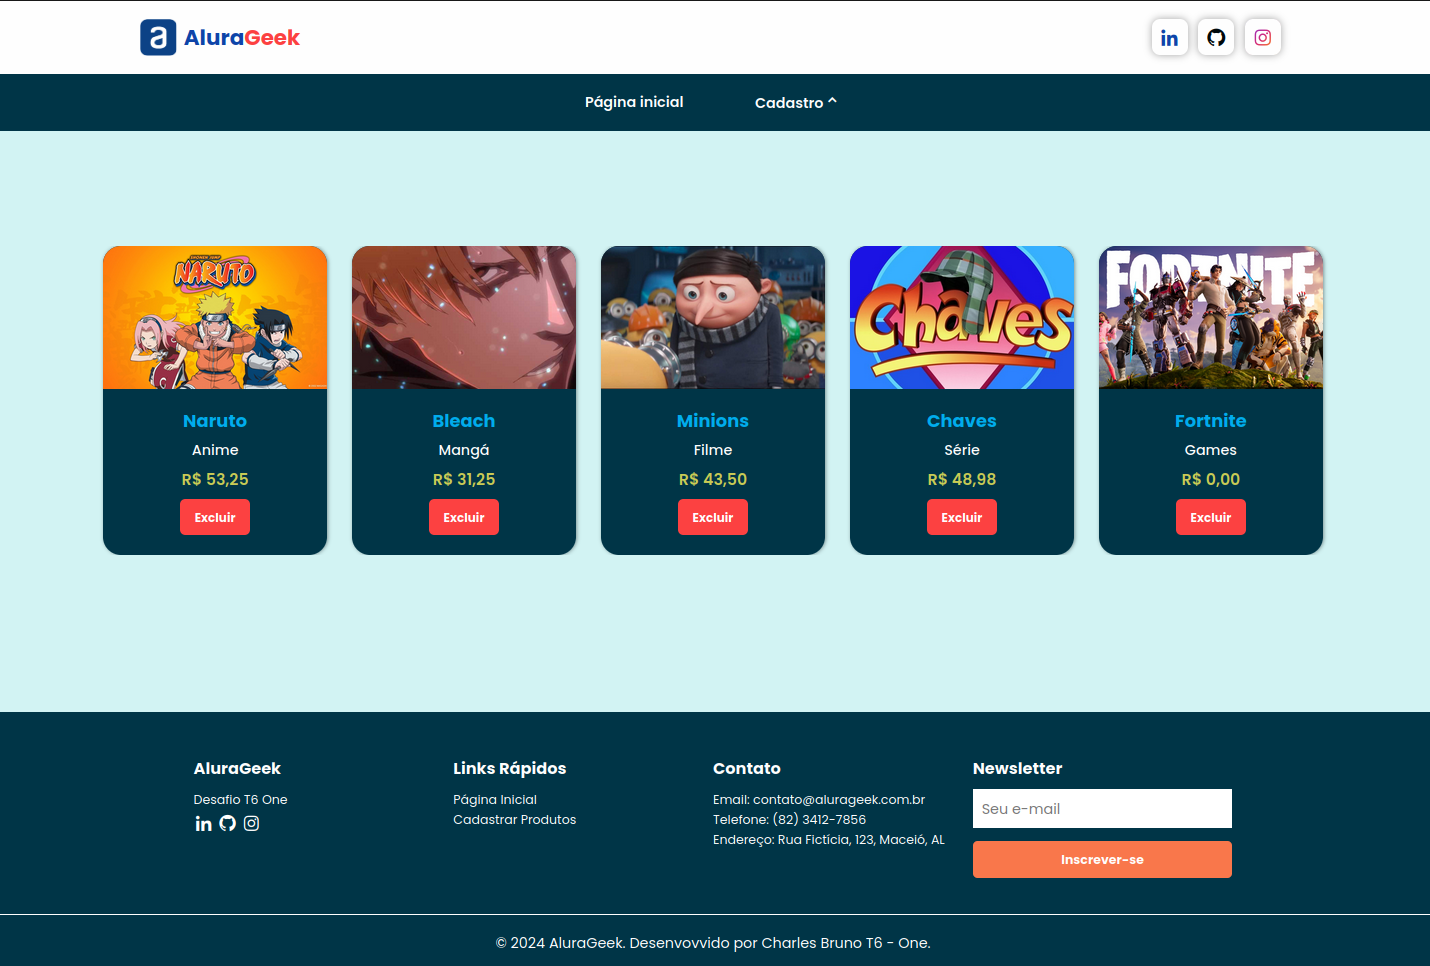 AluraGeek
Página inicial
Cadastro
NARUTO
Chaves
FORTNITE
Naruto
Bleach
Minions
Chaves
Fortnite
Anime
Mangá
Filme
Série
Games
R$ 53,25
R$ 31,25
R$ 43,50
R$ 48,98
R$ 0,00
Excluir
Excluir
Excluir
Excluir
Excluir
AluraGeek
Desafio T6 One
Links Rápidos
Página Inicial
Cadastrar Produtos
Contato
Email: contato@alurageek.com.br
Telefone: (82) 3412-7856
Endereço: Rua Fictícia, 123, Maceió, AL
Newsletter
Seu e-mail
Inscrever-se
© 2024 AluraGeek. Desenvovvido por Charles Bruno T6 - One.